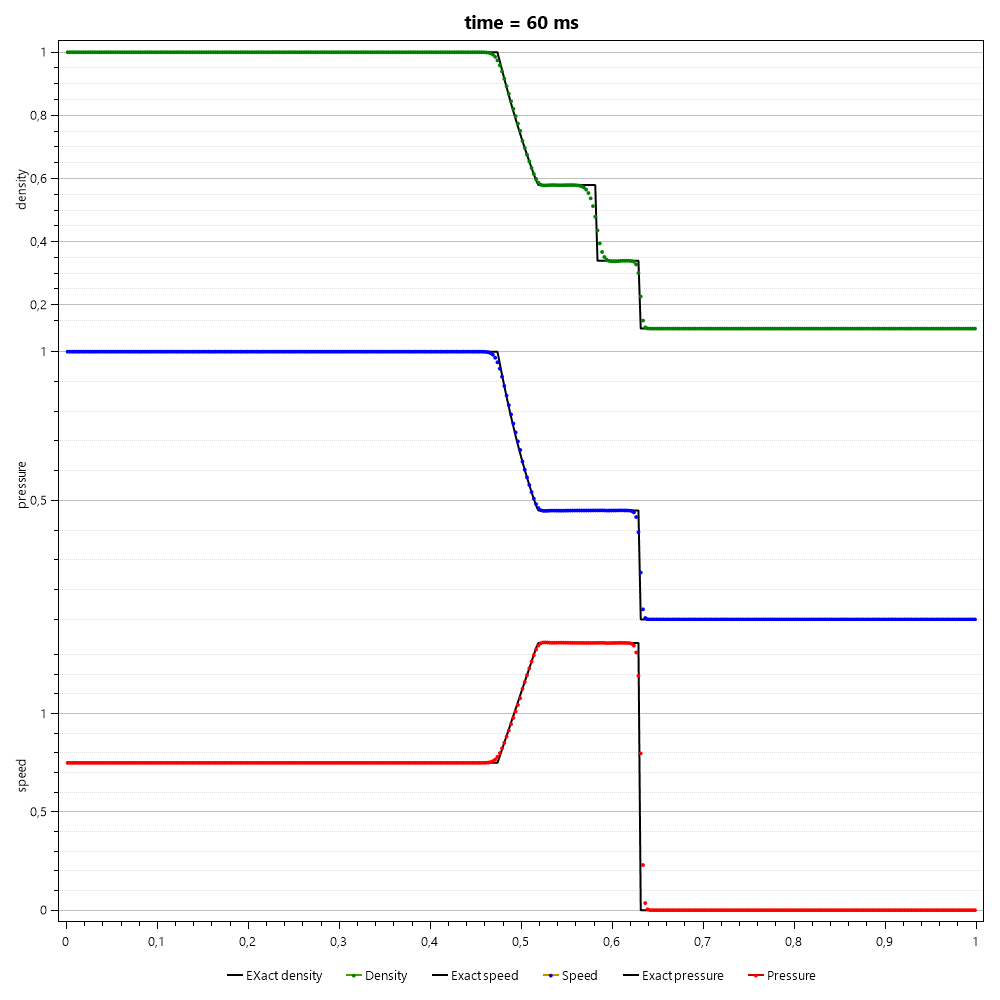 time = 60 ms
1
0,8
0,6
0,4
0,2
density
1
0,5
pressure
1
0,5
0
speed
0 0,1 0,2 0,3 0,4 0,5 0,6 0,7 0,8 0,9 1
EXact density Density Exact speed Speed Exact pressure Pressure